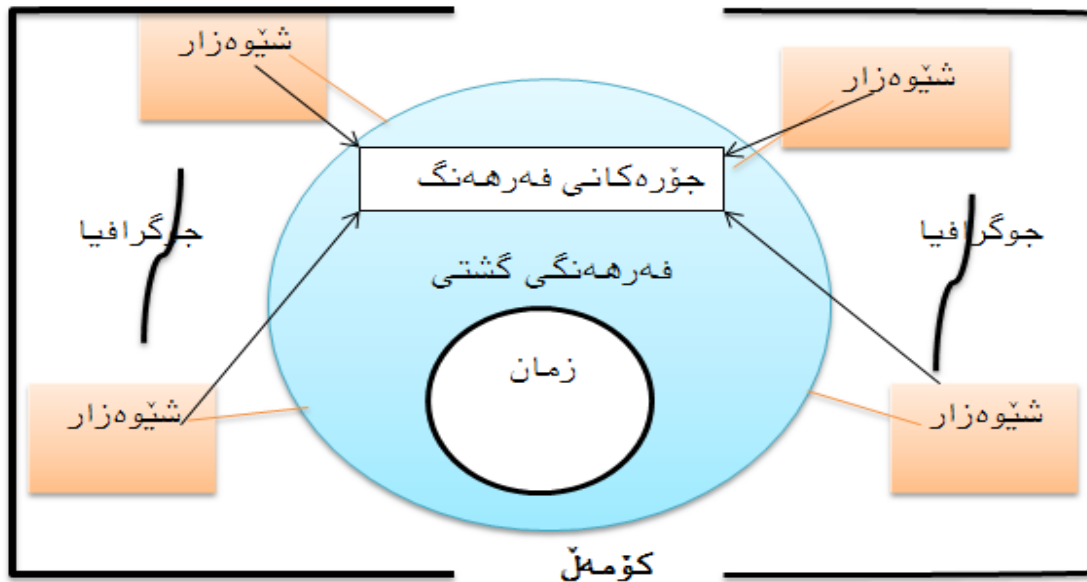 شێوەزار
شێوەزار
جۆرەکانی فەرهەنگ
جوگرافیا
جوگرافیا
فەرهەنگی گشتی
زمان
شێوەزار
شێوەزار
کۆمەڵ